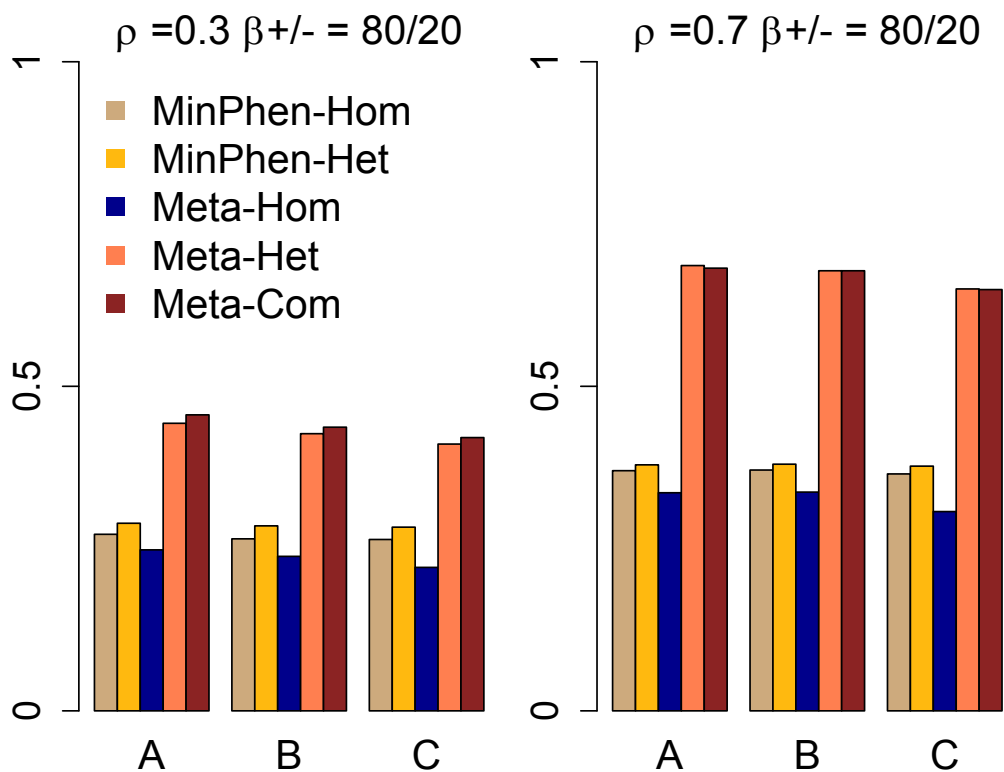 ρ =0.3 β+/- = 80/20
1
0.5
0
MinPhen-Hom
MinPhen-Het
Meta-Hom
Meta-Het
Meta-Com
A B C
ρ =0.7 β+/- = 80/20
1
0.5
0
A B C